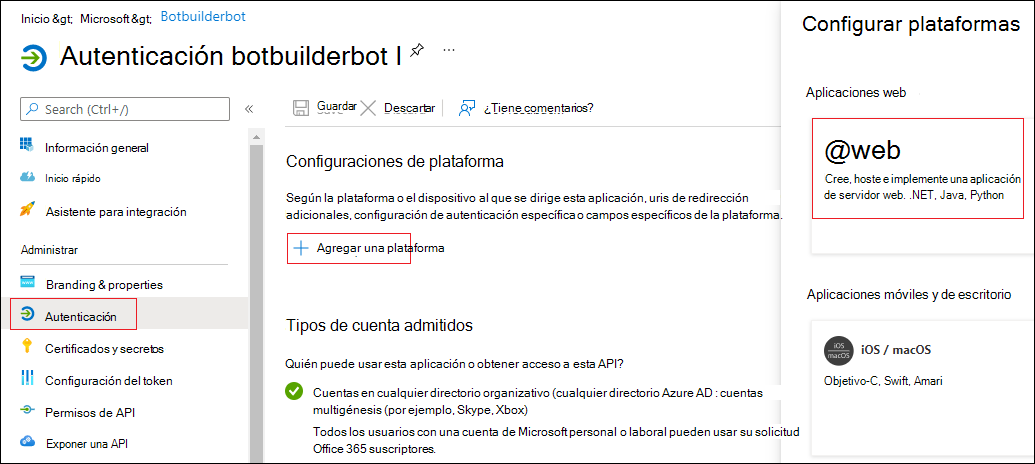 Inicio &gt; Microsoft &gt; Botbuilderbot
Autenticación botbuilderbot I
...
Search (Ctrl+/)
«
Información general
Inicio rápido
Asistente para integración
Administrar
Branding & properties
Autenticación
Certificados y secretos
Configuración del token
Permisos de API
Exponer una API
Guardar
Descartar
¿Tiene comentarios?
Configuraciones de plataforma
Según la plataforma o el dispositivo al que se dirige esta aplicación, uris de redirección
adicionales, configuración de autenticación específica o campos específicos de la plataforma.
Agregar una plataforma
Tipos de cuenta admitidos
Quién puede usar esta aplicación o obtener acceso a esta API?
Cuentas en cualquier directorio organizativo (cualquier directorio Azure AD : cuentas
multigénesis (por ejemplo, Skype, Xbox)
Todos los usuarios con una cuenta de Microsoft personal o laboral pueden usar su solicitud
Office 365 suscriptores.
Configurar plataformas
Aplicaciones web
@web
Cree, hoste e implemente una aplicación
de servidor web. .NET, Java, Python
Aplicaciones móviles y de escritorio
iOS
macOS
iOS / macOS
Objetivo-C, Swift, Amari